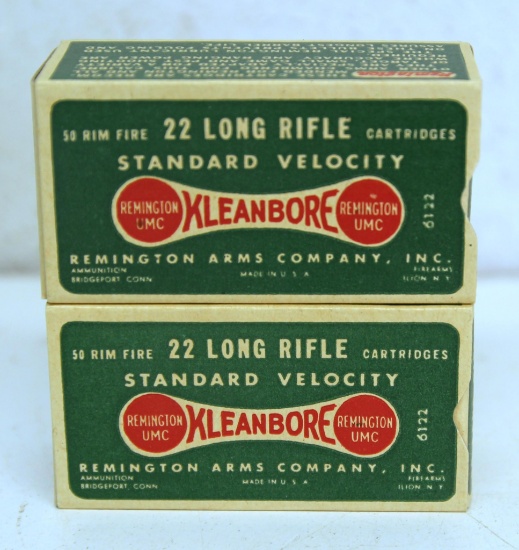 Remington
50 RIM FIRE 22 LONG RIFLE CARTRIDGES
STANDARD VELOCITY
REMINGTON UMC KLEANBORE REMINGTON UMC
6122
REMINGTON ARMS COMPANY, INC.
AMMUNITION MADE IN U.S.A FIREARMS
BRIDGEPORT, CONN ILION, N.Y.
50 RIM FIRE 22 LONG RIFLE CARTRIDGES
STANDARD VELOCITY
REMINGTON UMC KLEANBORE REMINGTON UMC
6122
REMINGTON ARMS COMPANY, INC.
AMMUNITION MADE IN U.S.A FIREARMS
BRIDGEPORT, CONN ILION, N.Y.